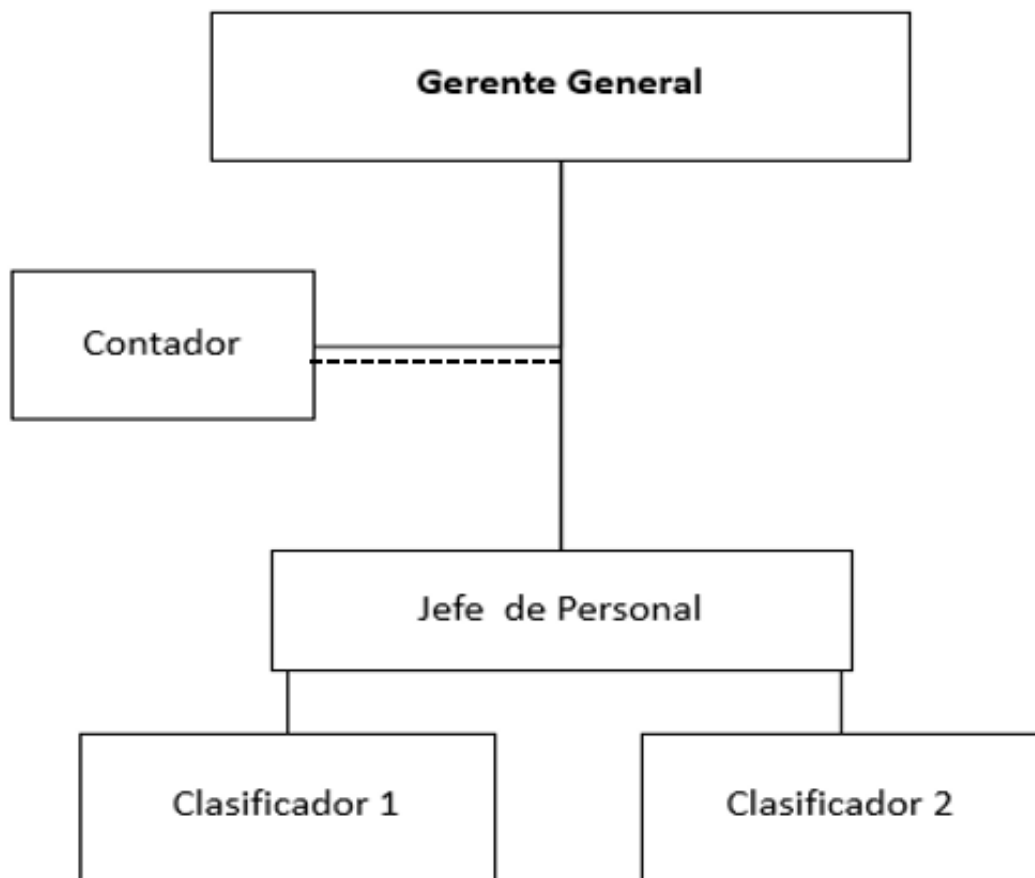 Gerente General
Contador
Jefe de Personal
Clasificador 1
Clasificador 2